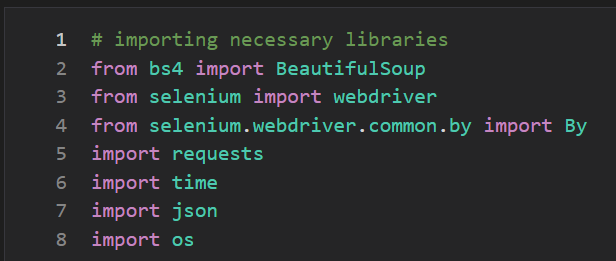 1 # importing necessary libraries
2 from bs4 import BeautifulSoup
3 from selenium import webdriver
4 from selenium.webdriver.common.by import By
5 import requests
6 import time
7 import json
8 import os